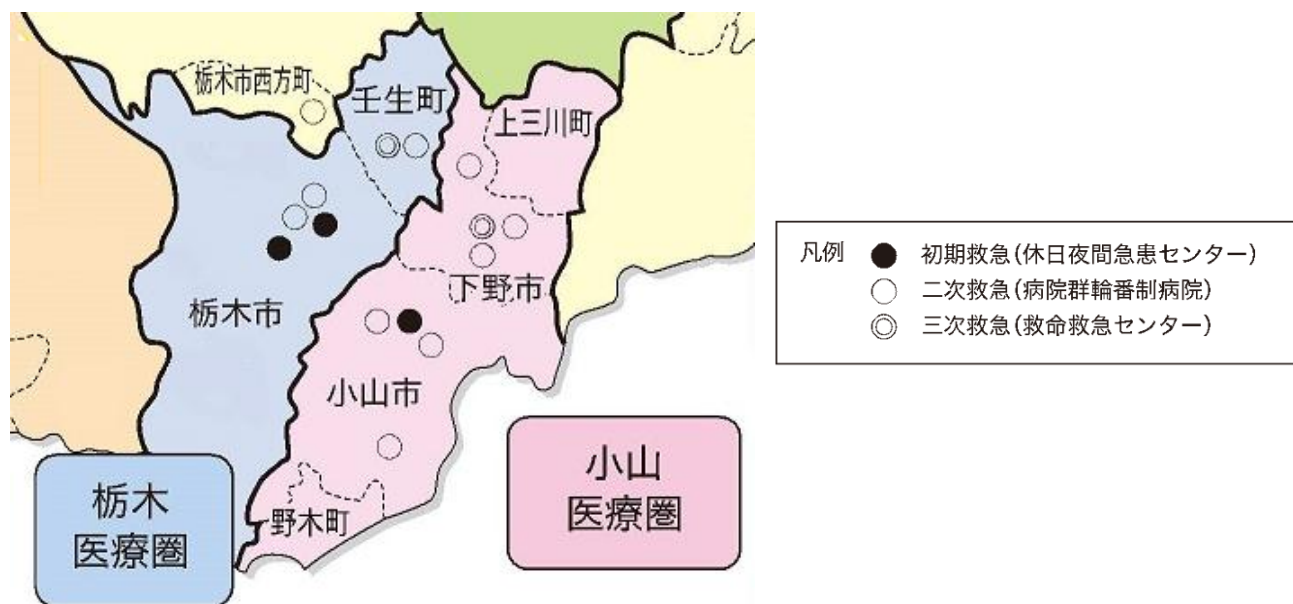 栃木市西方町
壬生町
上三川町
下野市
栃木市
小山市
野木町
栃木
医療圏
小山
医療圏
凡例
初期救急(休日夜間急患センター)
二次救急(病院群輪番制病院)
三次救急(救命救急センター)